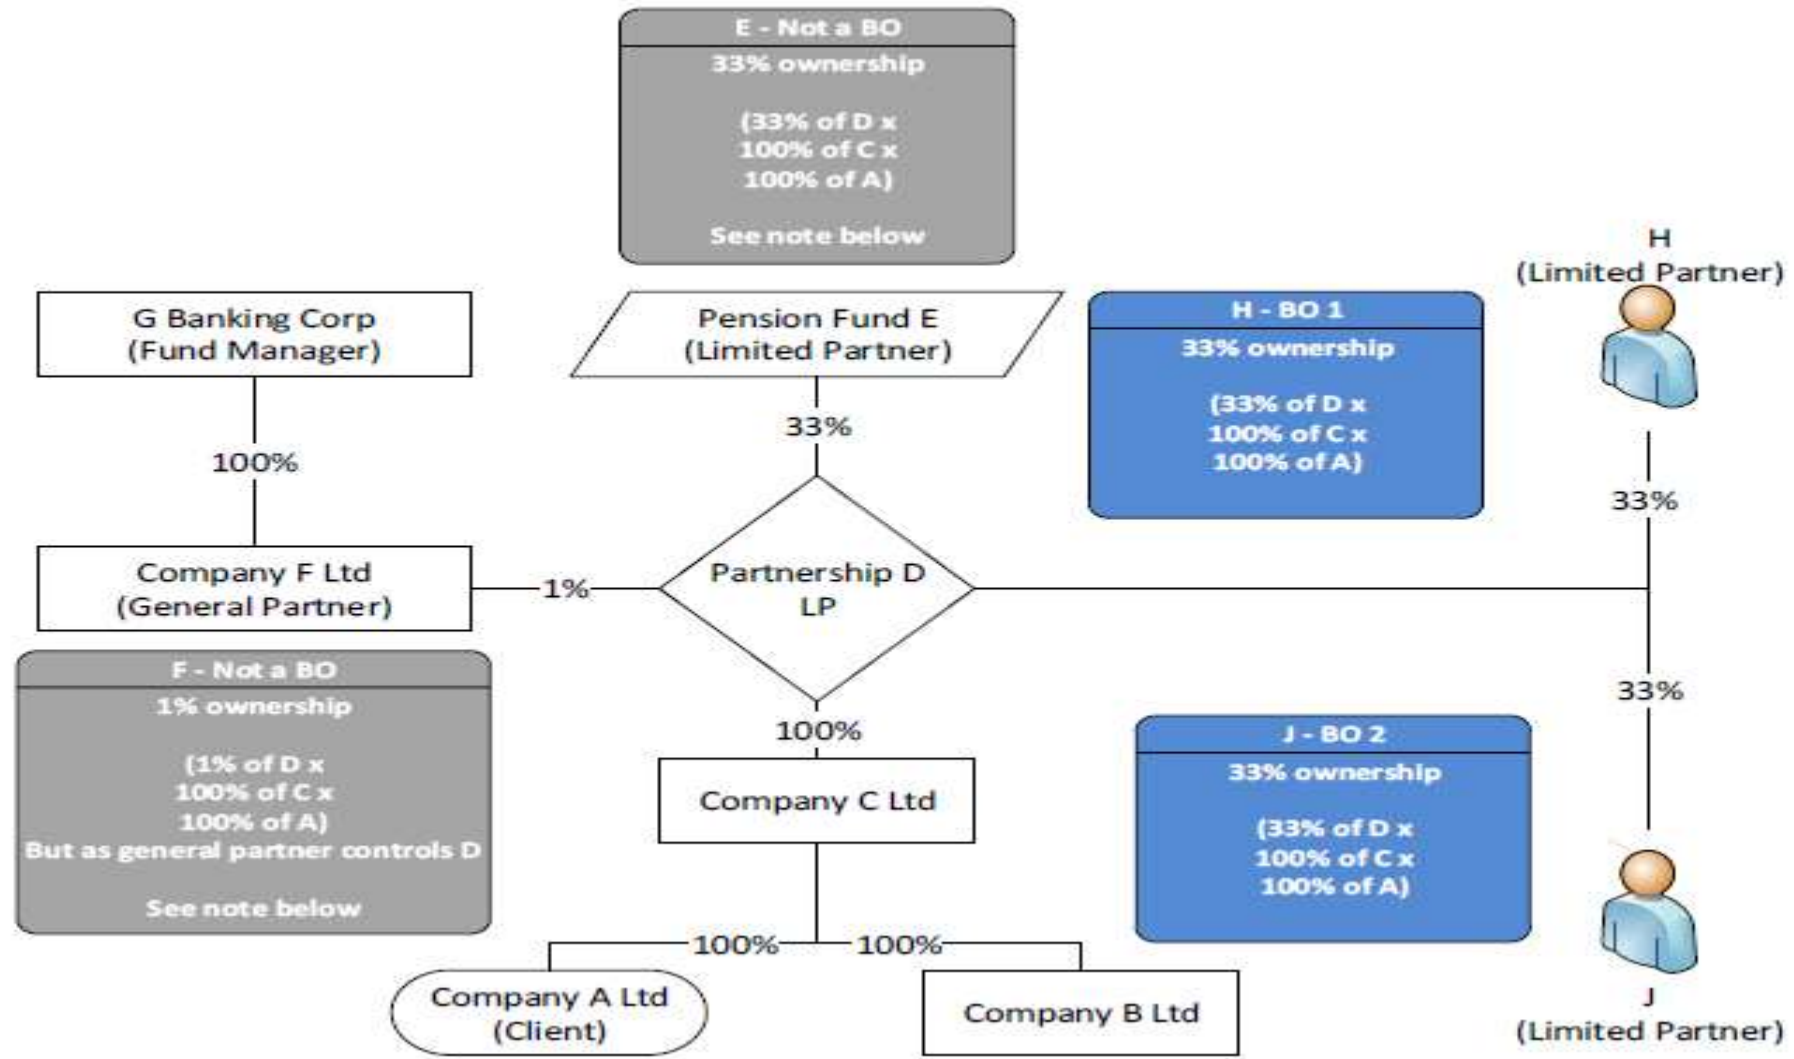 E - Not a BO
33% ownership
(33% of D x
100% of C x
100% of A)
See note below
H
(Limited Partner)
G Banking Corp
(Fund Manager)
Pension Fund E
(Limited Partner)
H - BO 1
33% ownership
(33% of D x
100% of C x
100% of A)
33%
100%
33%
Company F Ltd
(General Partner)
1%
Partnership D
LP
F - Not a BO
1% ownership
(1% of D x
100% of C x
100% of A)
But as general partner controls D
See note below
33%
100%
J - BO 2
33% ownership
(33% of D x
100% of C x
100% of A)
Company C Ltd
100%
100%
Company A Ltd
(Client)
Company B Ltd
J
(Limited Partner)